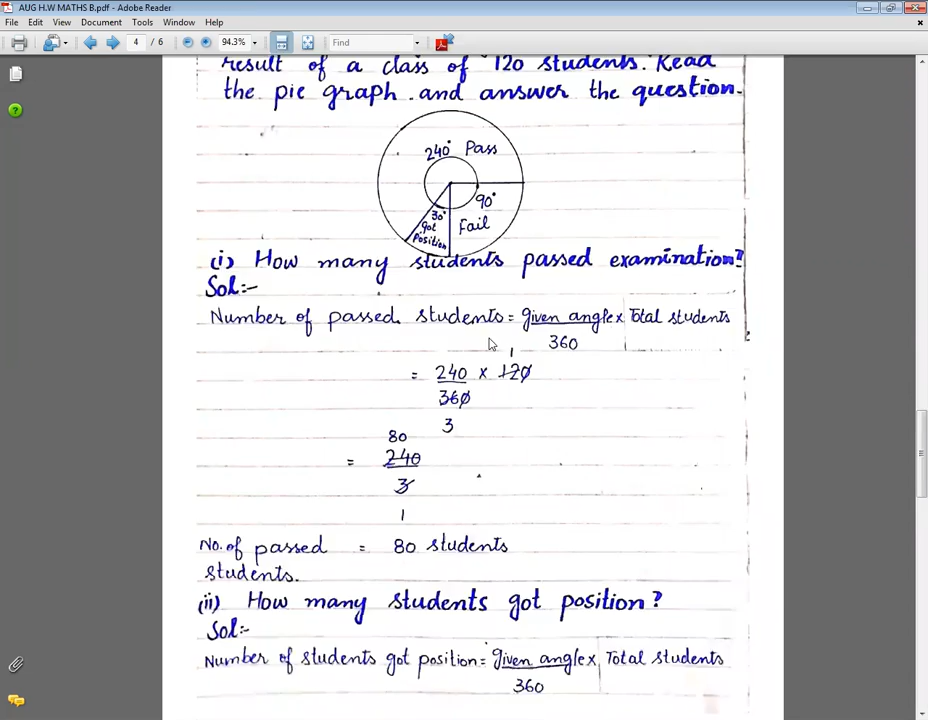 AUG H.W MATHS B.pdf - Adobe Reader
File Edit View Document Tools Window Help
4 / 6 94.3% Find
result of a class of 120 students. Read
the pie graph and answer the question.
240° Pass
90°
30°
got
Position
Fail
(i) How many students passed examination?
Sol:-
Number of passed students = given angle x Total students
360
1
= 240 x 120
360
3
80
= 240
3
1
No. of passed = 80 students
students.
(ii) How many students got position?
Sol:-
Number of students got position = given angle x Total students
360